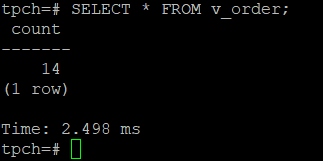 tpch=# SELECT * FROM v_order;
 count
-------
    14
(1 row)

Time: 2.498 ms
tpch=#